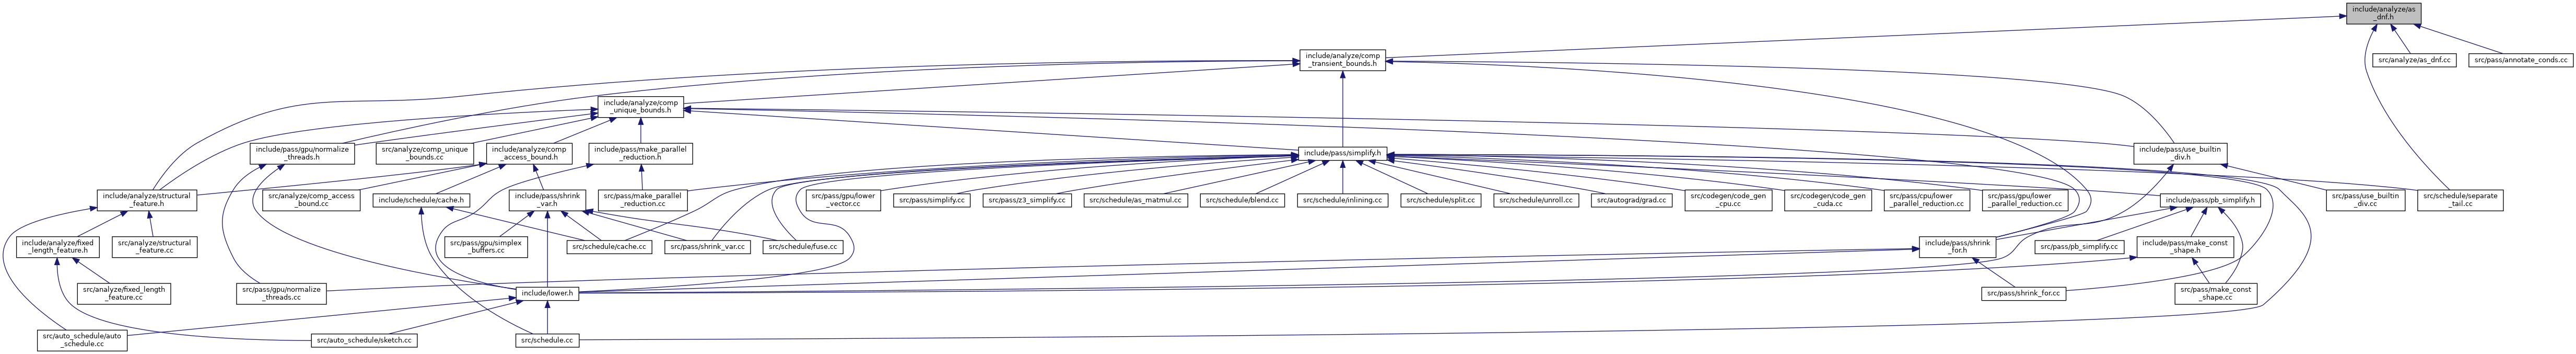 include/analyze/as
_dnf.h
include/analyze/comp
_transient_bounds.h
src/analyze/as_dnf.cc
src/pass/annotate_conds.cc
include/analyze/comp
_unique_bounds.h
include/pass/gpu/normalize
_threads.h
src/analyze/comp_unique
_bounds.cc
include/analyze/comp
_access_bound.h
include/pass/make_parallel
_reduction.h
include/pass/simplify.h
include/pass/use_builtin
_div.h
include/analyze/structural
_feature.h
src/analyze/comp_access
_bound.cc
include/schedule/cache.h
include/pass/shrink
_var.h
src/pass/make_parallel
_reduction.cc
src/pass/gpu/lower
_vector.cc
src/pass/simplify.cc
src/pass/z3_simplify.cc
src/schedule/as_matmul.cc
src/schedule/blend.cc
src/schedule/inlining.cc
src/schedule/split.cc
src/schedule/unroll.cc
src/autograd/grad.cc
src/codegen/code_gen
_cpu.cc
src/codegen/code_gen
_cuda.cc
src/pass/cpu/lower
_parallel_reduction.cc
src/pass/gpu/lower
_parallel_reduction.cc
include/pass/pb_simplify.h
src/pass/use_builtin
_div.cc
src/schedule/separate
_tail.cc
include/analyze/fixed
_length_feature.h
src/analyze/structural
_feature.cc
src/pass/gpu/simplex
_buffers.cc
src/schedule/cache.cc
src/pass/shrink_var.cc
src/schedule/fuse.cc
include/pass/shrink
_for.h
src/pass/pb_simplify.cc
include/pass/make_const
_shape.h
src/analyze/fixed_length
_feature.cc
src/pass/gpu/normalize
_threads.cc
include/lower.h
src/pass/shrink_for.cc
src/pass/make_const
_shape.cc
src/auto_schedule/auto
_schedule.cc
src/auto_schedule/sketch.cc
src/schedule.cc